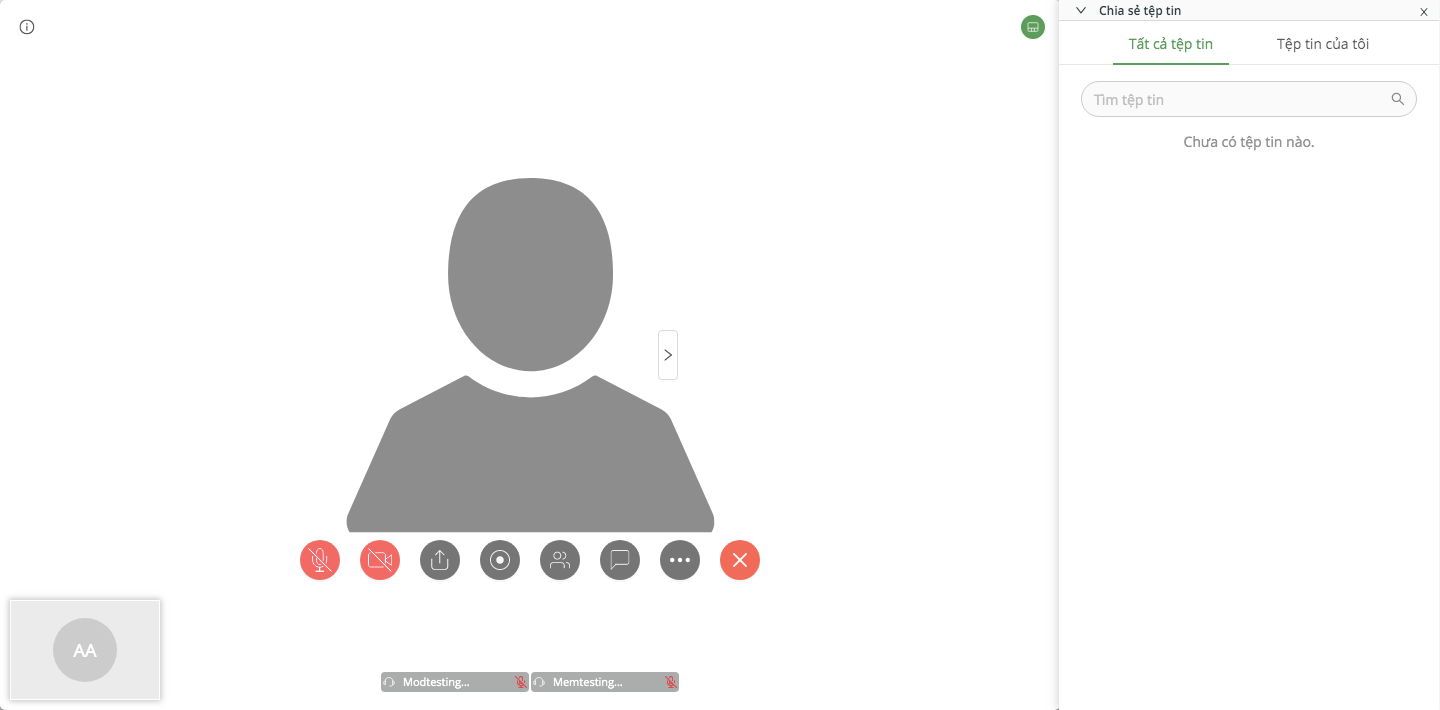 Chia sẻ tệp tin
Tất cả tệp tin
Tệp tin của tôi
Tìm tệp tin
Chưa có tệp tin nào.
AA
Modtesting...
Memtesting...